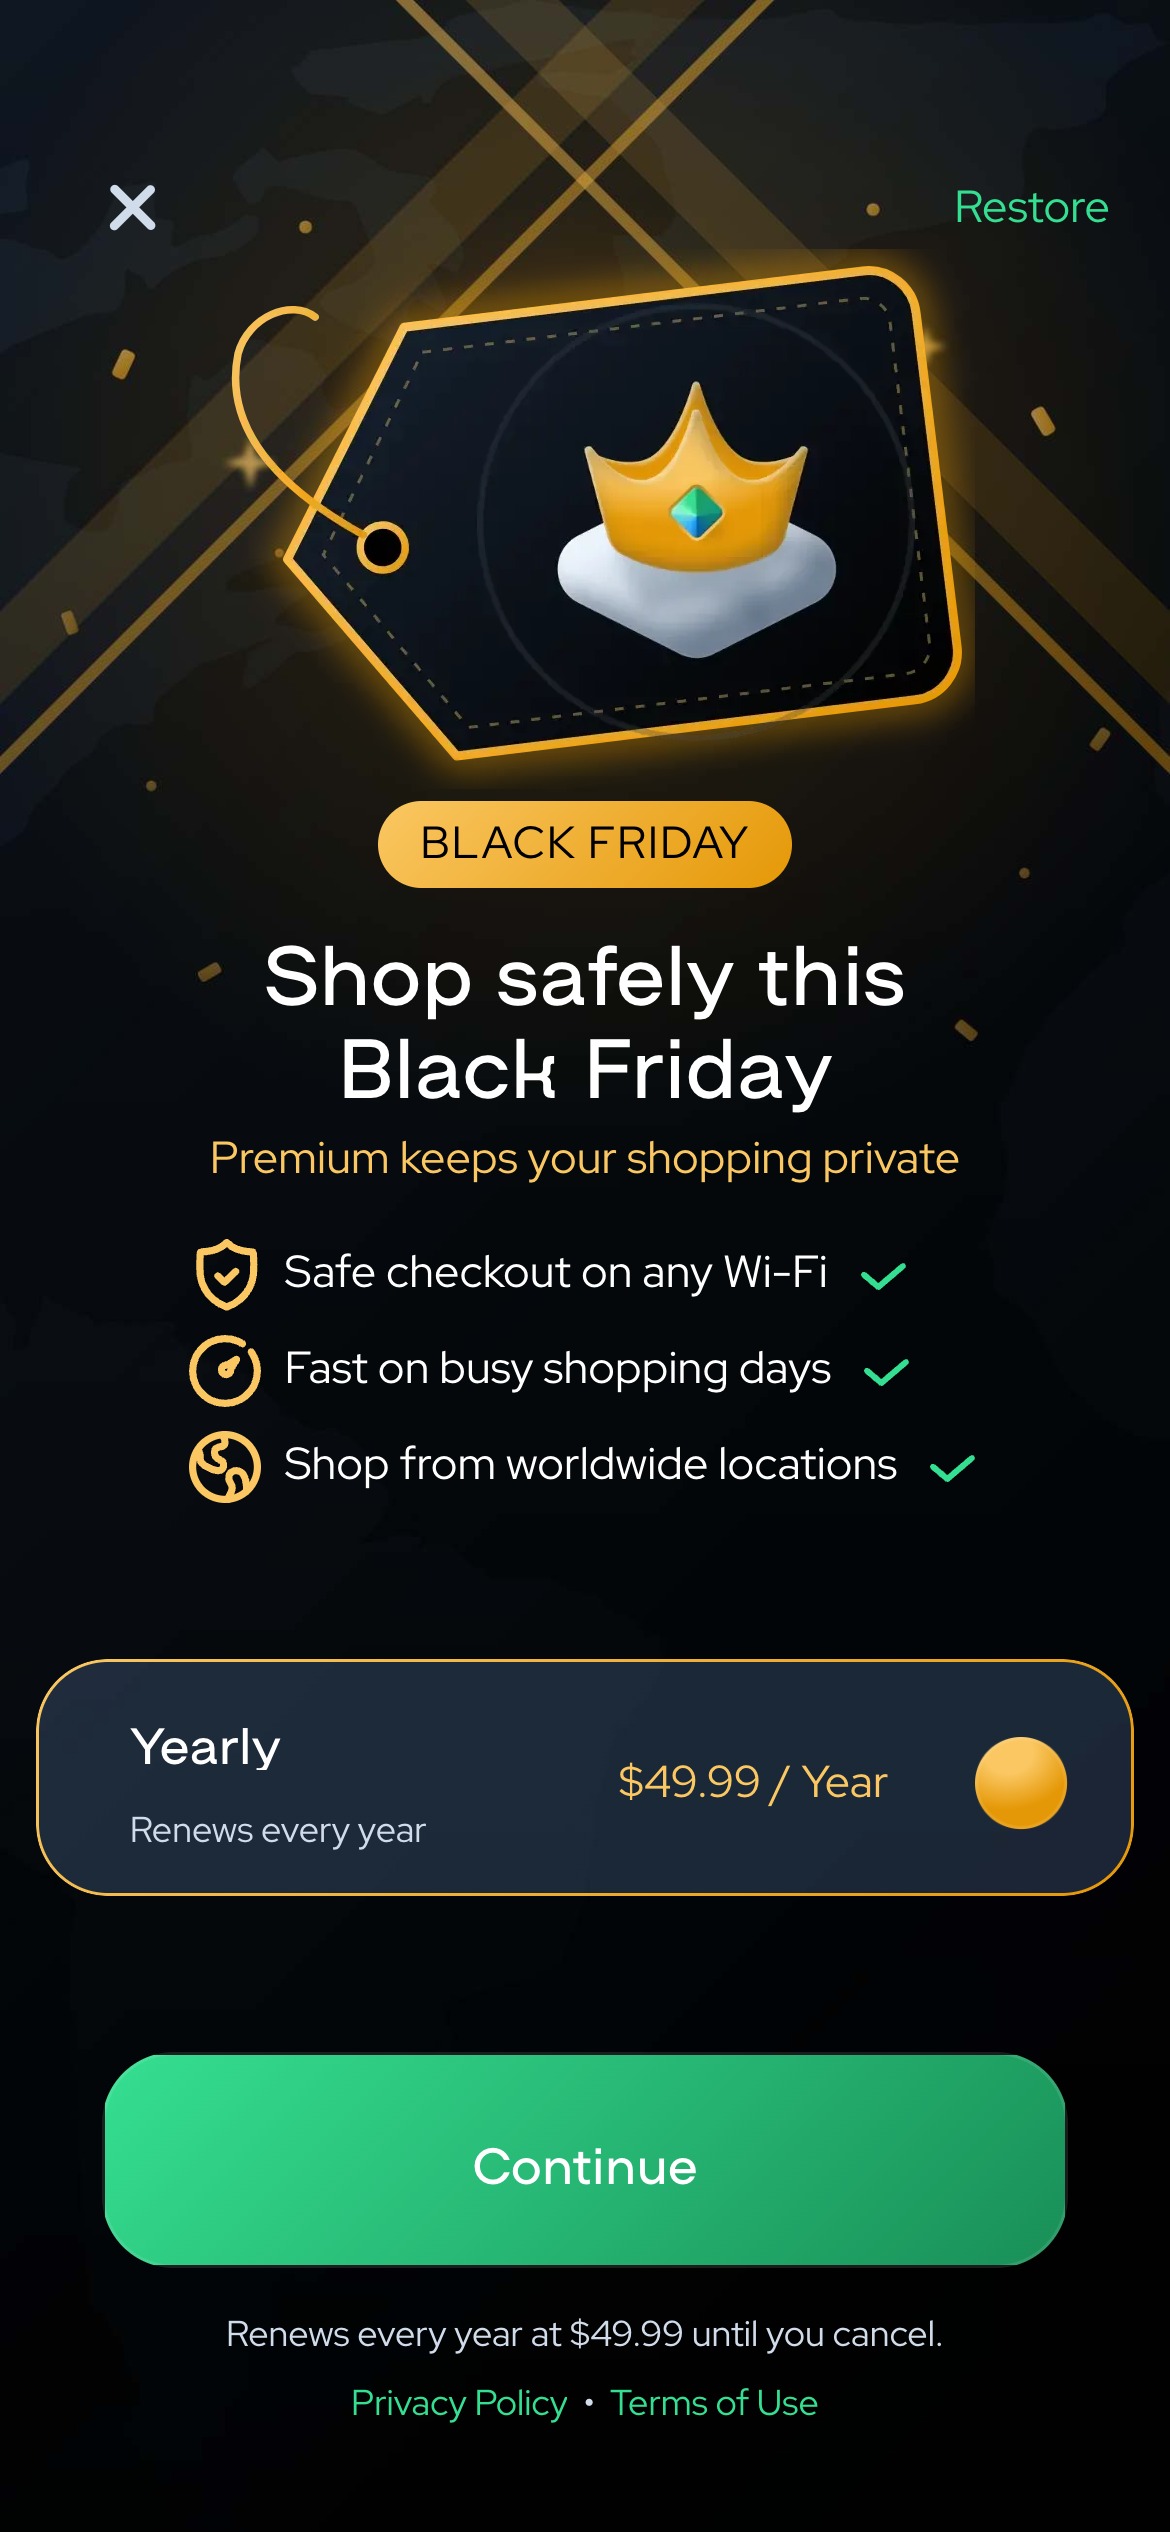 Restore
BLACK FRIDAY
Shop safely this
Black Friday
Premium keeps your shopping private
Safe checkout on any Wi-Fi
Fast on busy shopping days
Shop from worldwide locations
Yearly
$49.99 / Year
Renews every year
Continue
Renews every year at $49.99 until you cancel.
Privacy Policy • Terms of Use